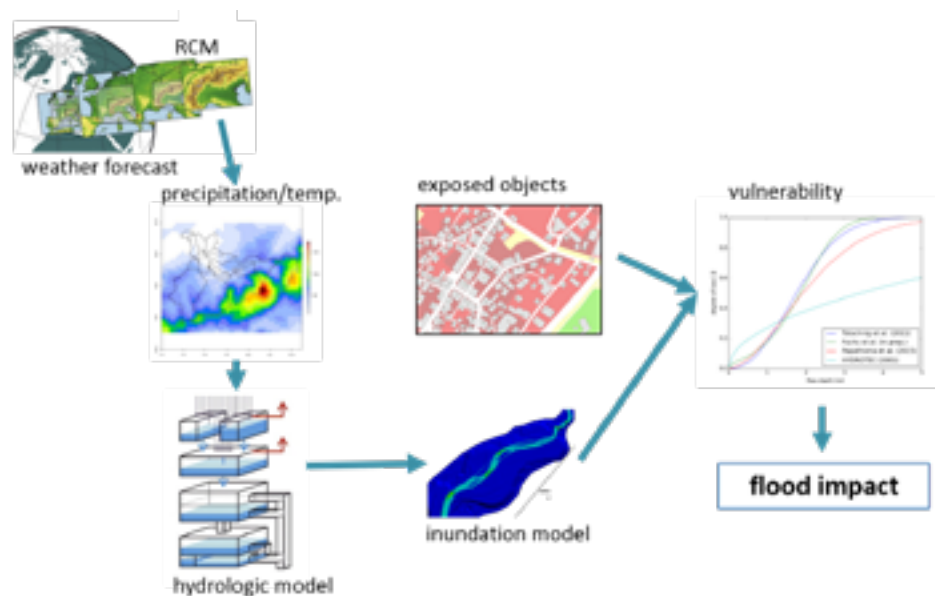 RCM
weather forecast
precipitation/temp.
exposed objects
vulnerability
inundation model
flood impact
hydrologic model